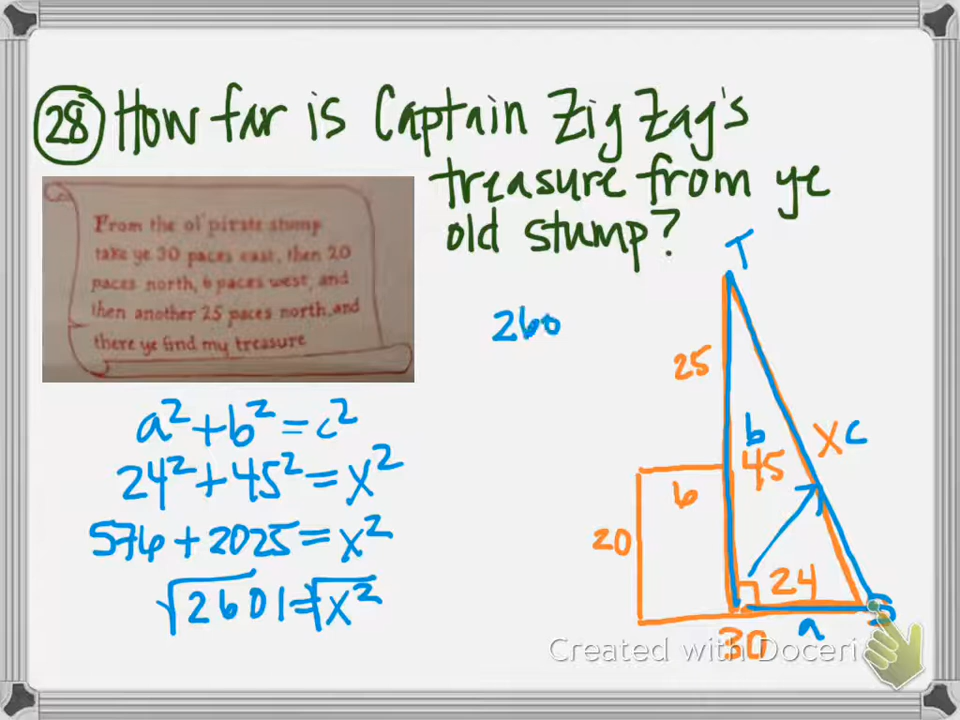 28 How far is Captain Zig Zag's
treasure from ye
old stump?
From the ol' pirate stump
take ye 30 paces east, then 20
paces north, 6 paces west, and
then another 25 paces north, and
there ye find my treasure
260
a²+b²=c²
24²+45²=x²
576+2025=x²
√2601=√x²
T
25
b
x c
45
6
20
24
S
a
30
Created with Doceri